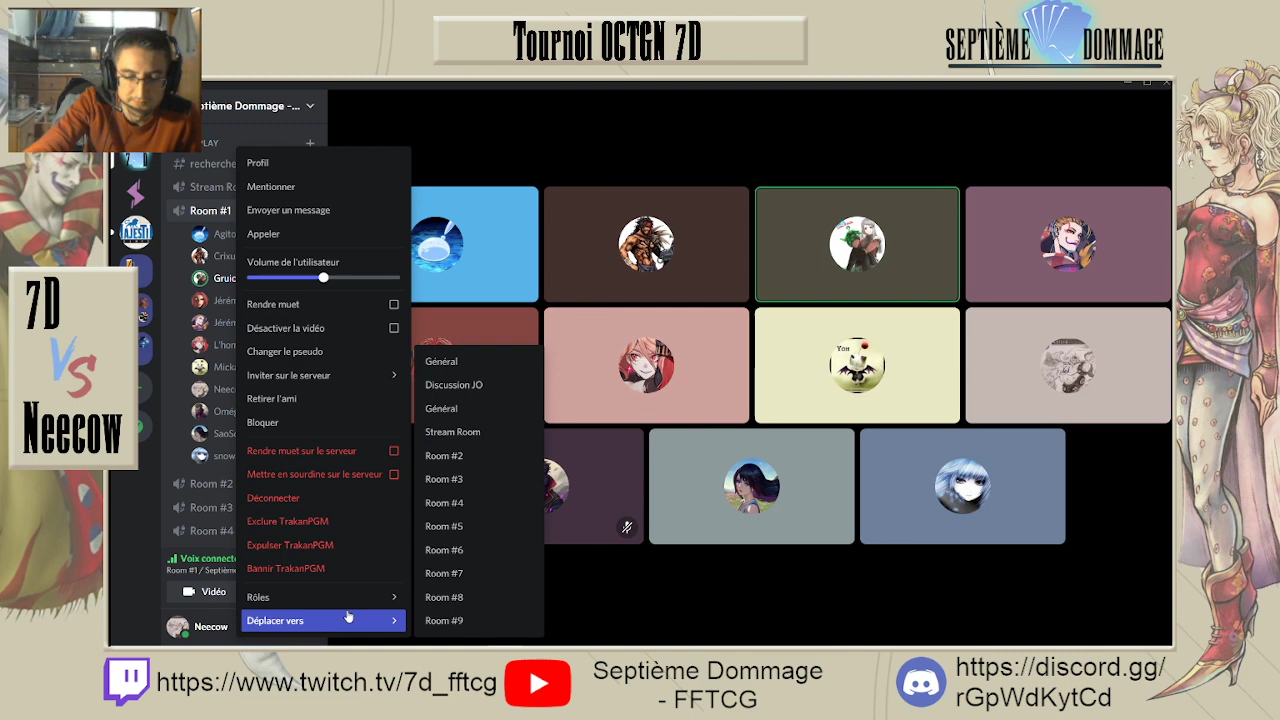 Tournoi OCTGN 7D
SEPTIÈME DOMMAGE
ptième Dommage -...
PLAY
recherche
Stream Ro
Room #1
Agito
Crixu
Gruic
Jérém
Jérém
L'hom
Micka
Neec
Omég
SaoSo
snow
Room #2
Room #3
Room #4
Voix connect
Room #1 / Septième
Vidéo
Neecow
Profil
Mentionner
Envoyer un message
Appeler
Volume de l'utilisateur
Rendre muet
Désactiver la vidéo
Changer le pseudo
Inviter sur le serveur
Retirer l'ami
Bloquer
Rendre muet sur le serveur
Mettre en sourdine sur le serveur
Déconnecter
Exclure TrakanPGM
Expulser TrakanPGM
Bannir TrakanPGM
Rôles
Déplacer vers
Général
Discussion JO
Général
Stream Room
Room #2
Room #3
Room #4
Room #5
Room #6
Room #7
Room #8
Room #9
You
7D
VS
Neecow
https://www.twitch.tv/7d_fftcg
Septième Dommage
- FFTCG
https://discord.gg/
rGpWdKytCd